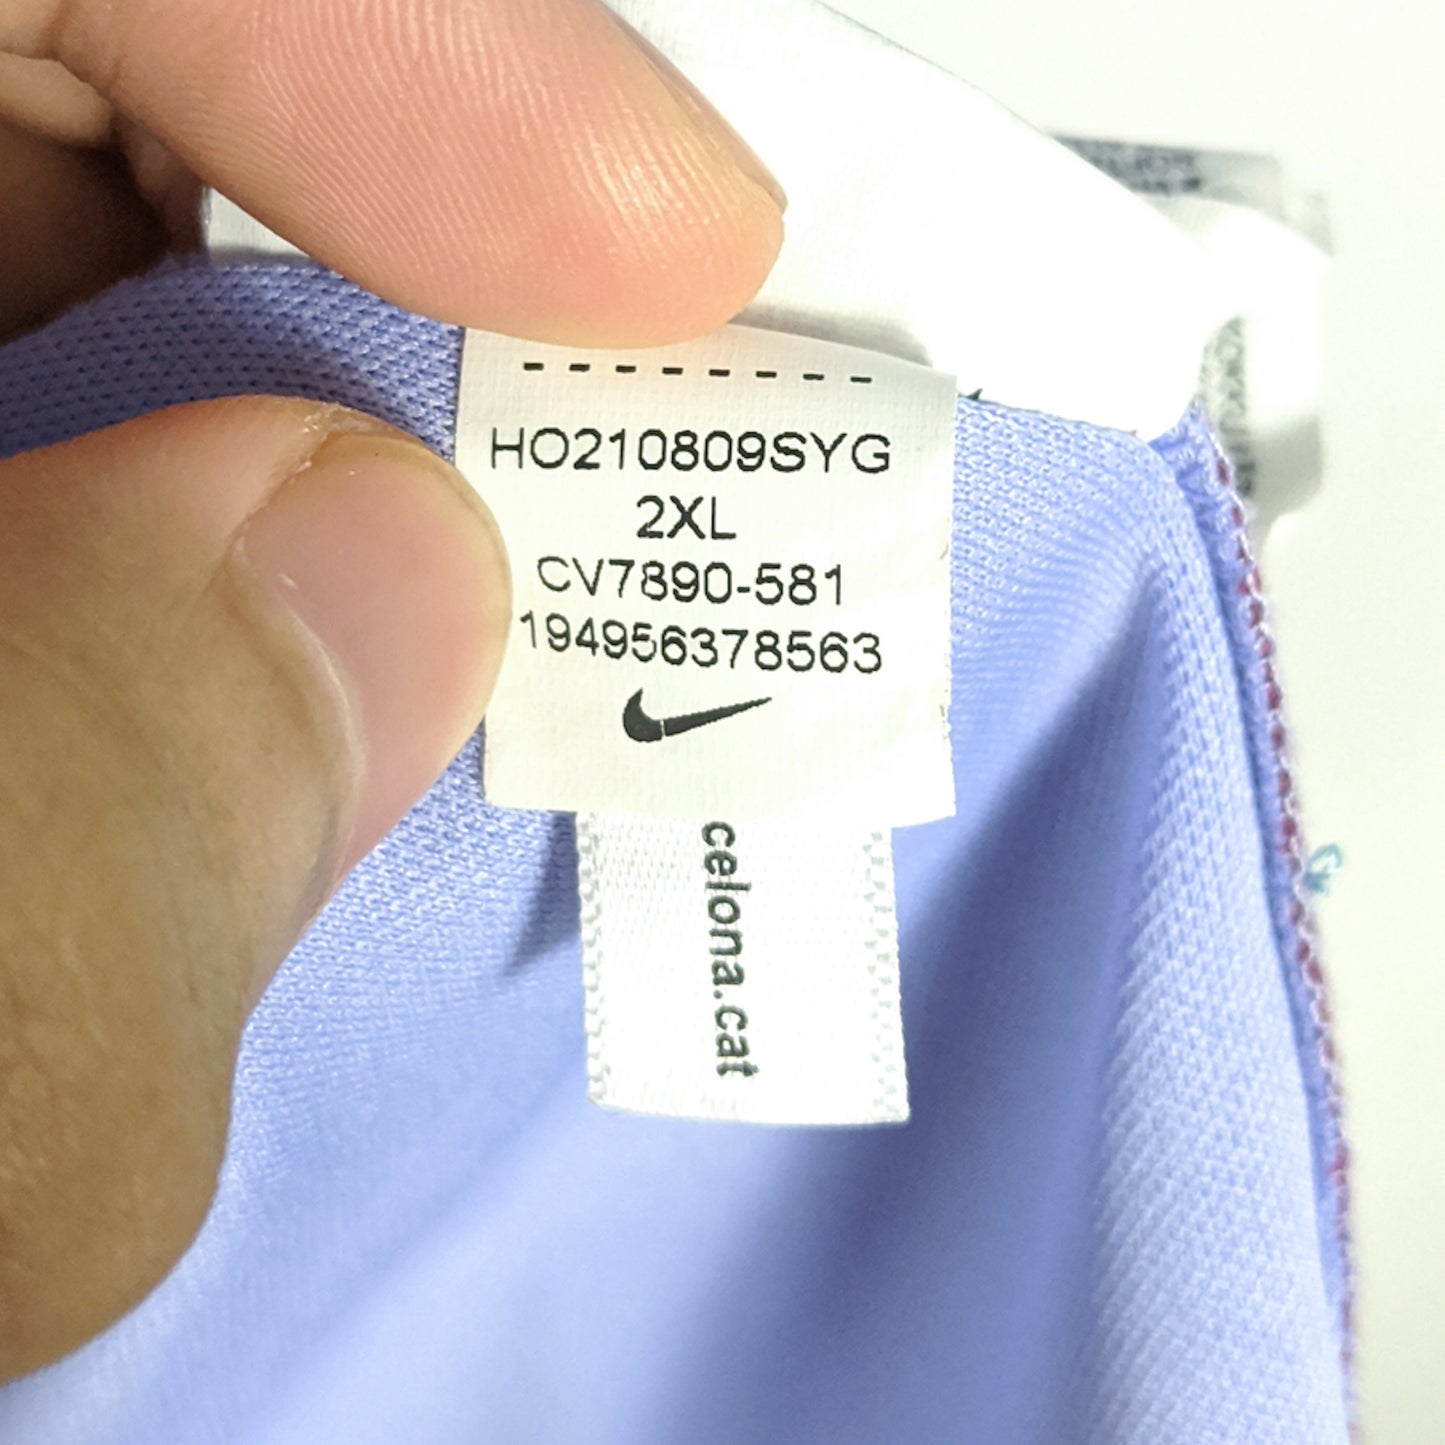 --------
HO210809SYG
2XL
CV7890-581
194956378563
celona.cat